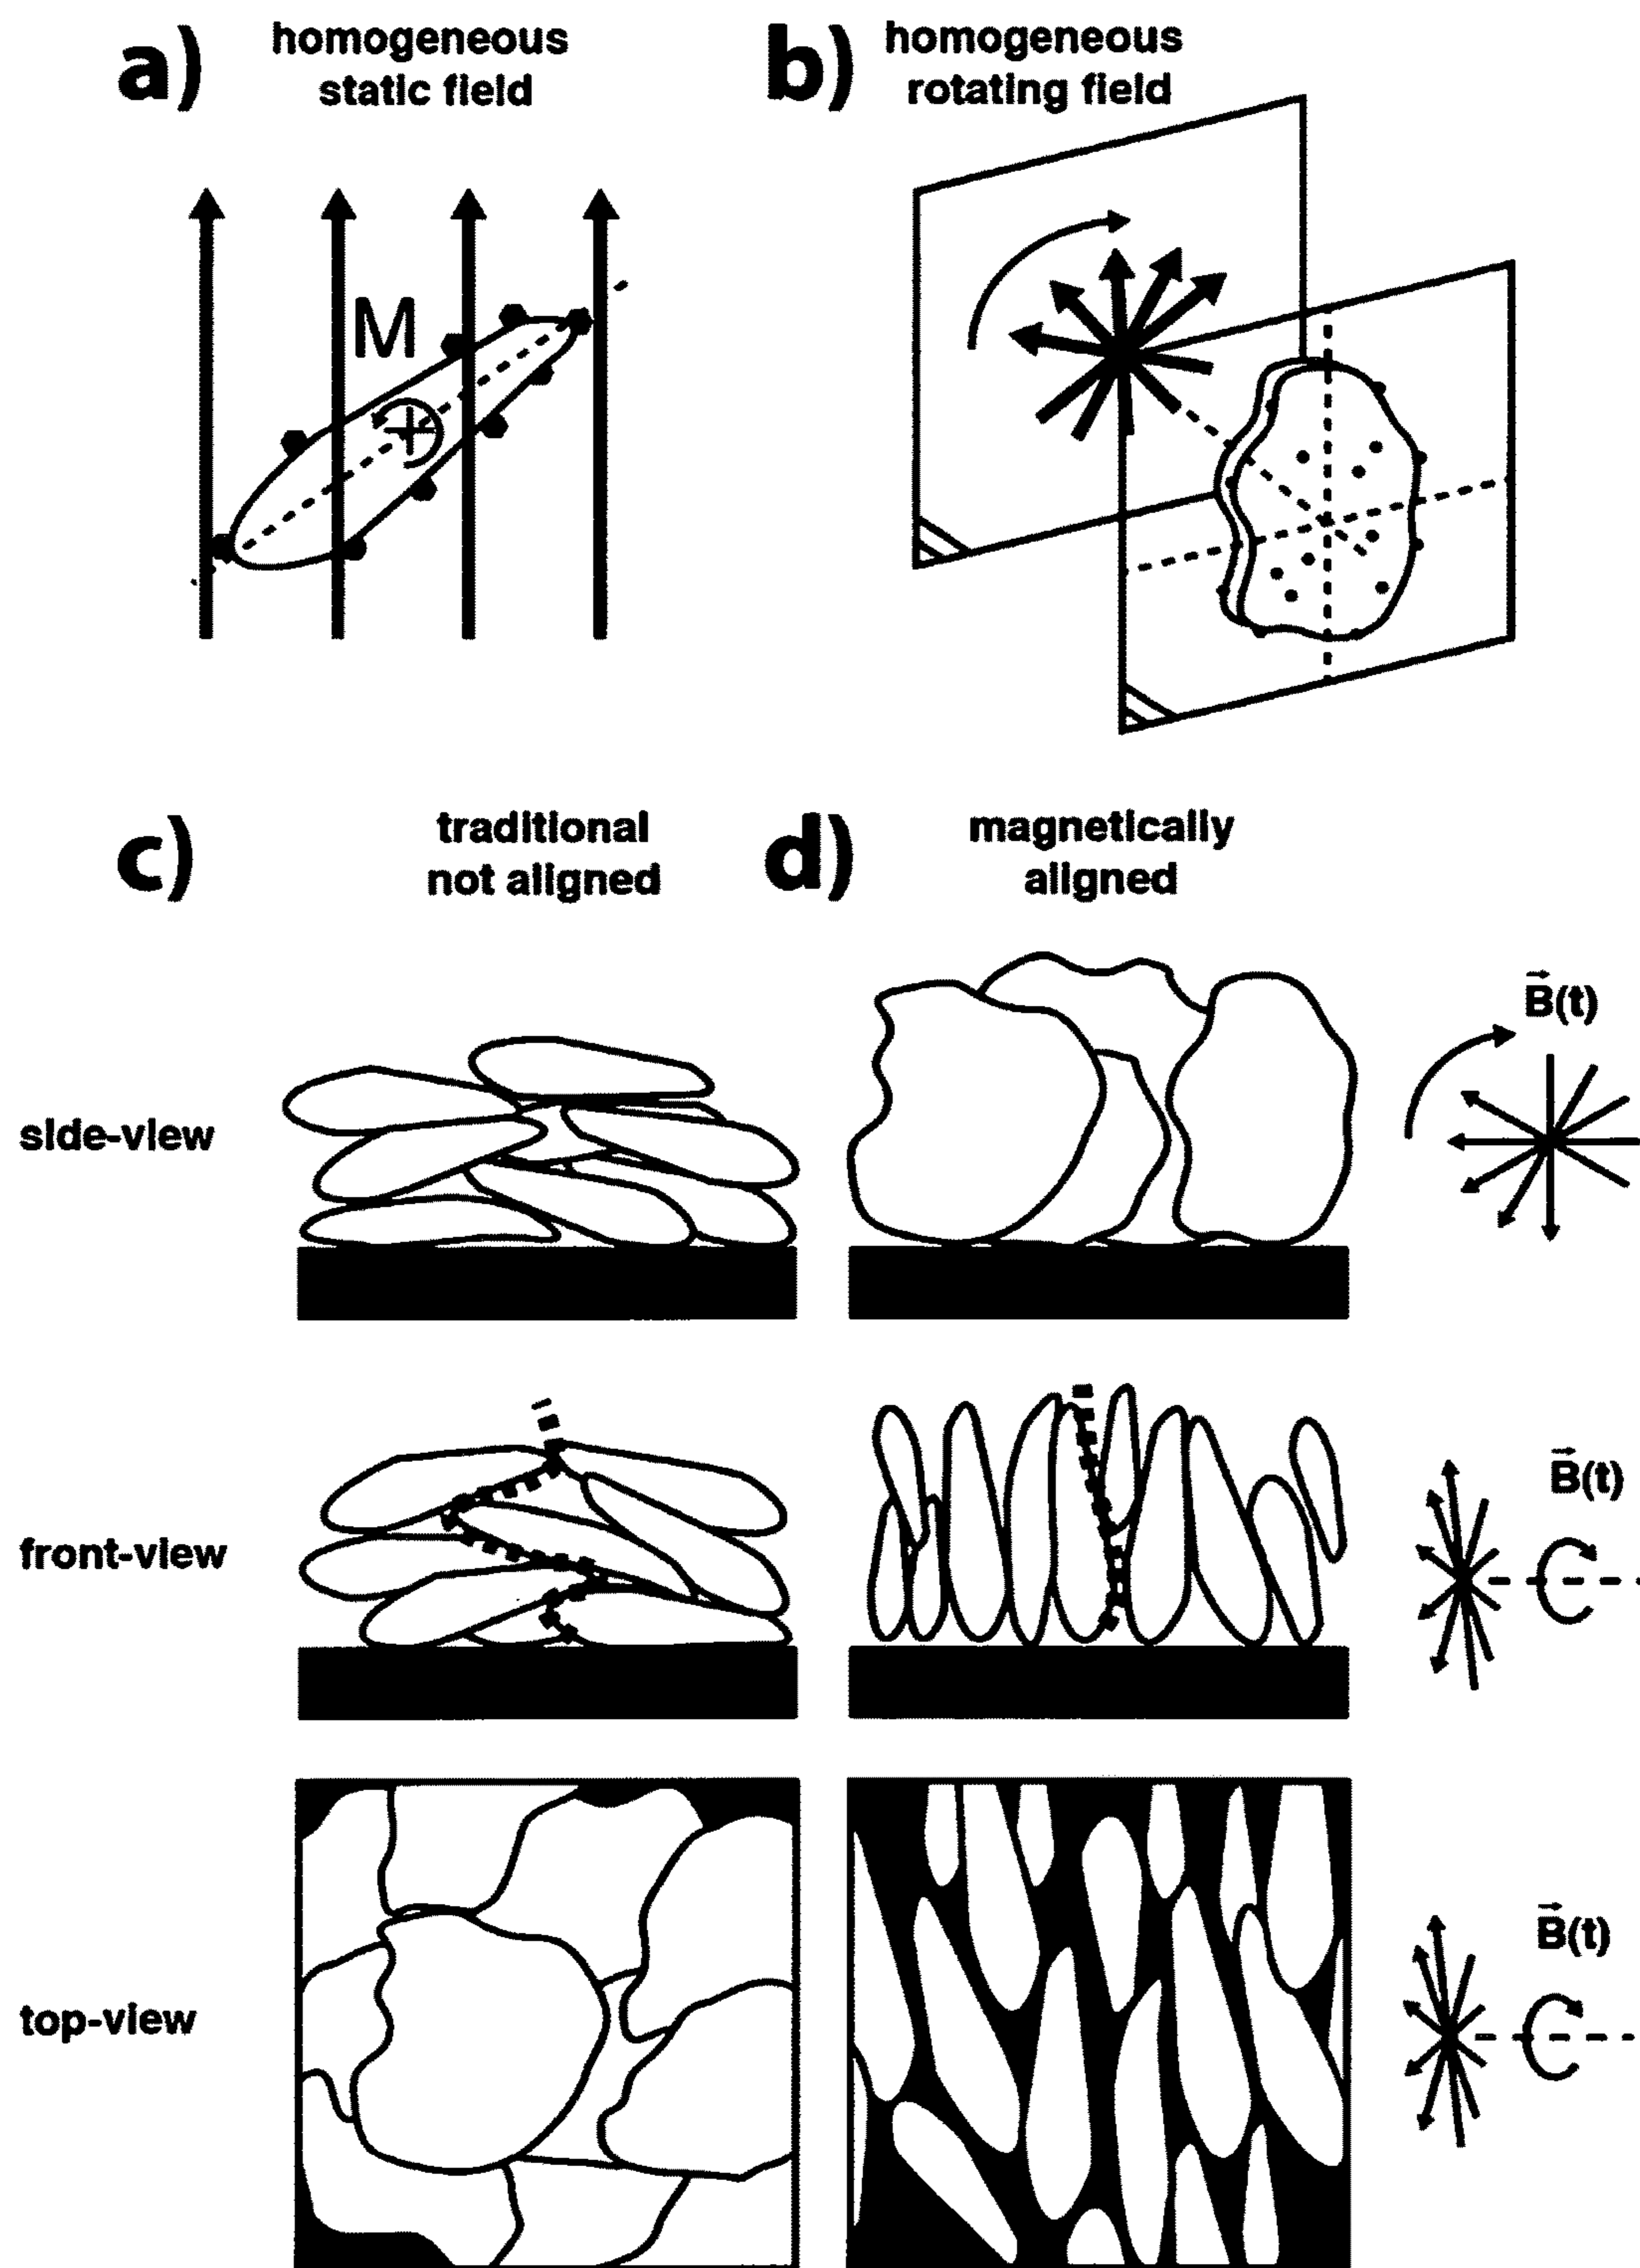 a)
homogeneous
static field
b)
homogeneous
rotating field
M
c)
traditional
not aligned
d)
magnetically
aligned
B(t)
side-view
front-view
B(t)
top-view
B(t)